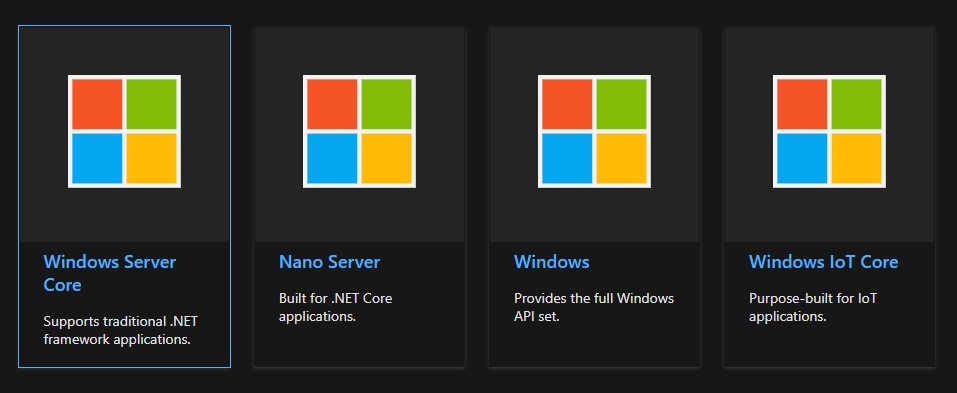 Windows Server
Core
Supports traditional .NET
framework applications.
Nano Server
Built for .NET Core
applications.
Windows
Provides the full Windows
API set.
Windows IoT Core
Purpose-built for IoT
applications.